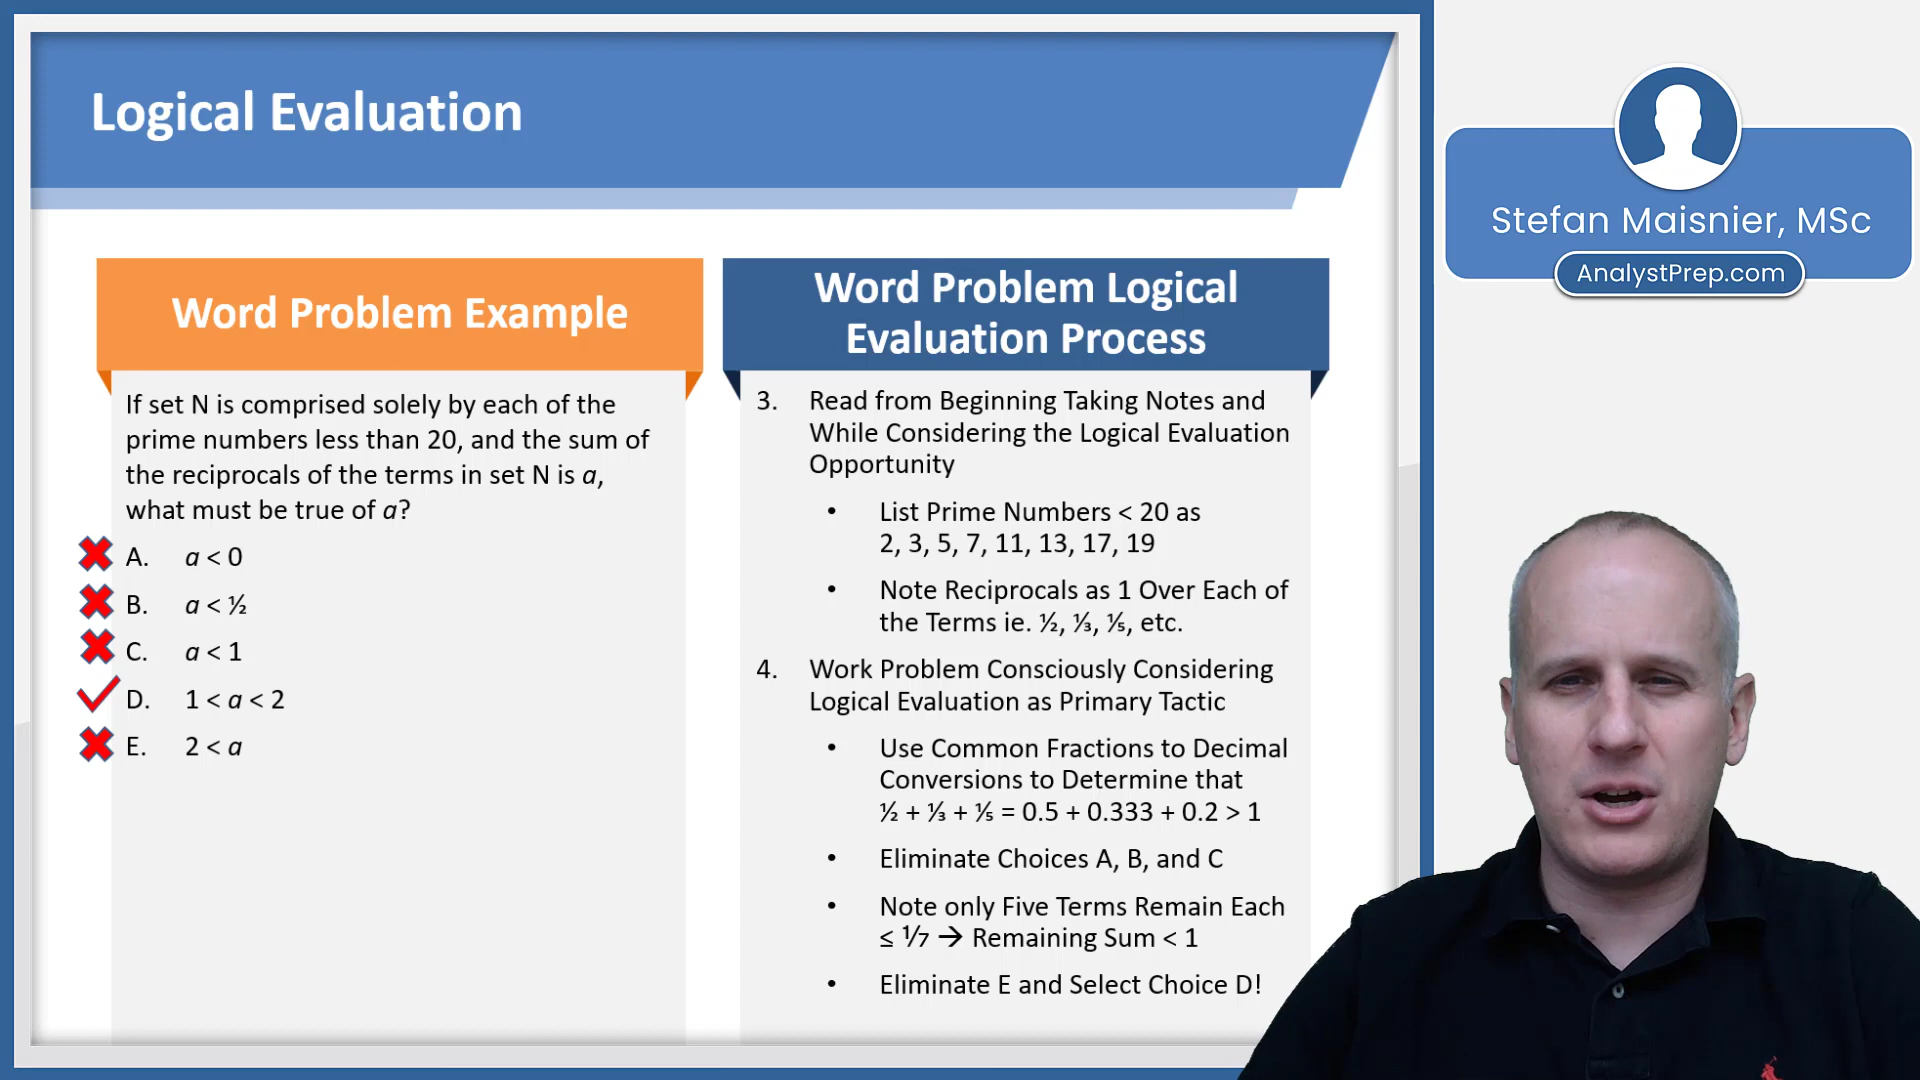 Logical Evaluation
Word Problem Example
If set N is comprised solely by each of the
prime numbers less than 20, and the sum of
the reciprocals of the terms in set N is a,
what must be true of a?
A. a < 0
B. a < ½
C. a < 1
D. 1 < a < 2
E. 2 < a
Word Problem Logical
Evaluation Process
3. Read from Beginning Taking Notes and
While Considering the Logical Evaluation
Opportunity
• List Prime Numbers < 20 as
2, 3, 5, 7, 11, 13, 17, 19
• Note Reciprocals as 1 Over Each of
the Terms ie. ½, ⅓, ⅕, etc.
4. Work Problem Consciously Considering
Logical Evaluation as Primary Tactic
• Use Common Fractions to Decimal
Conversions to Determine that
½ + ⅓ + ⅕ = 0.5 + 0.333 + 0.2 > 1
• Eliminate Choices A, B, and C
• Note only Five Terms Remain Each
≤ ¹/₇ → Remaining Sum < 1
• Eliminate E and Select Choice D!
Stefan Maisnier, MSc
AnalystPrep.com